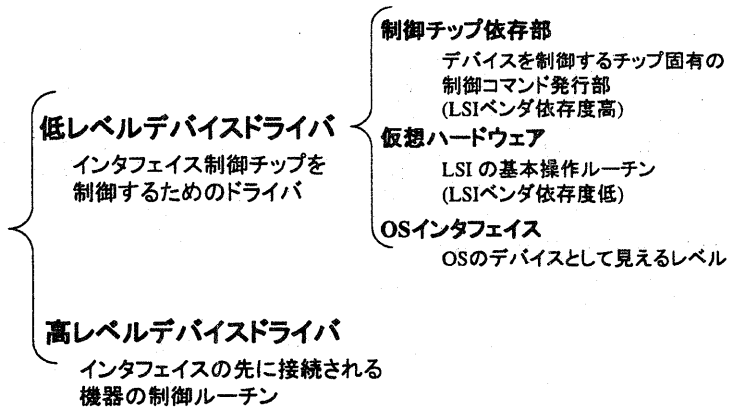 低レベルデバイスドライバ
インタフェイス制御チップを
制御するためのドライバ
制御チップ依存部
デバイスを制御するチップ固有の
制御コマンド発行部
(LSIベンダ依存度高)
仮想ハードウェア
LSI の基本操作ルーチン
(LSIベンダ依存度低)
OSインタフェイス
OSのデバイスとして見えるレベル
高レベルデバイスドライバ
インタフェイスの先に接続される
機器の制御ルーチン